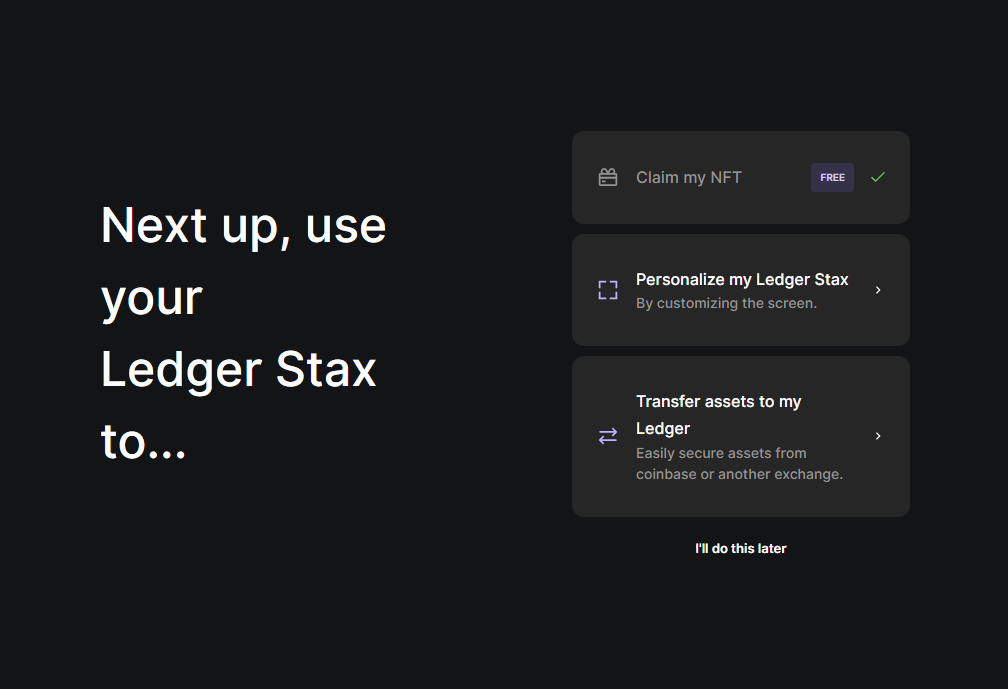 Next up, use
your
Ledger Stax
to...
Claim my NFT
FREE
Personalize my Ledger Stax
By customizing the screen.
Transfer assets to my
Ledger
Easily secure assets from
coinbase or another exchange.
I'll do this later